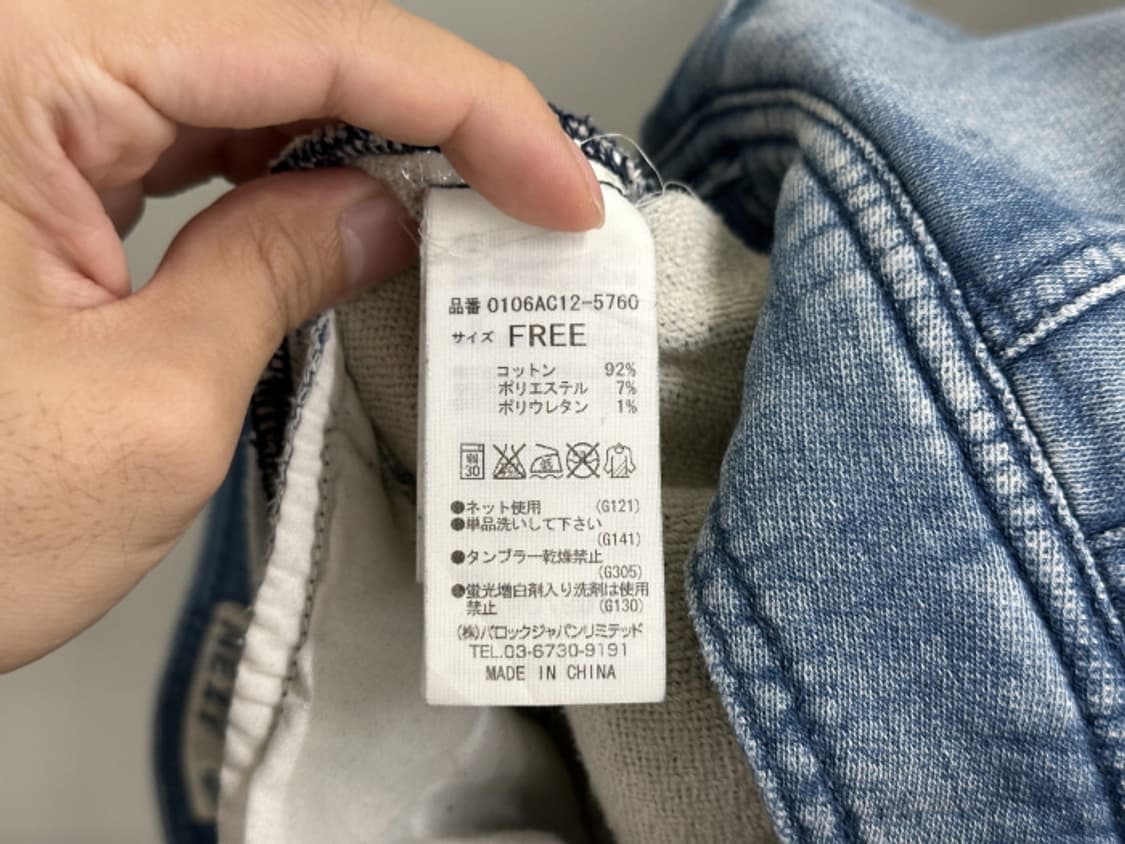 品番 0106AC12-5760
サイズ FREE
コットン 92%
ポリエステル 7%
ポリウレタン 1%
弱 30 低
●ネット使用 (G121)
●単品洗いして下さい
(G141)
●タンブラー乾燥禁止
(G305)
●蛍光増白剤入り洗剤は使用
禁止 (G130)
(株)バロックジャパンリミテッド
TEL.03-6730-9191
MADE IN CHINA
NEXT